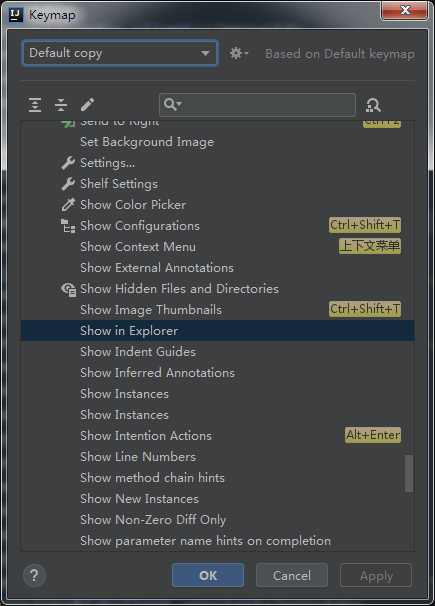 IJ Keymap
Default copy Based on Default keymap
Send to Right Ctrl+2
Set Background Image
Settings...
Shelf Settings
Show Color Picker
Show Configurations Ctrl+Shift+T
Show Context Menu 上下文菜单
Show External Annotations
Show Hidden Files and Directories
Show Image Thumbnails Ctrl+Shift+T
Show in Explorer
Show Indent Guides
Show Inferred Annotations
Show Instances
Show Instances
Show Intention Actions Alt+Enter
Show Line Numbers
Show method chain hints
Show New Instances
Show Non-Zero Diff Only
Show parameter name hints on completion
? OK Cancel Apply